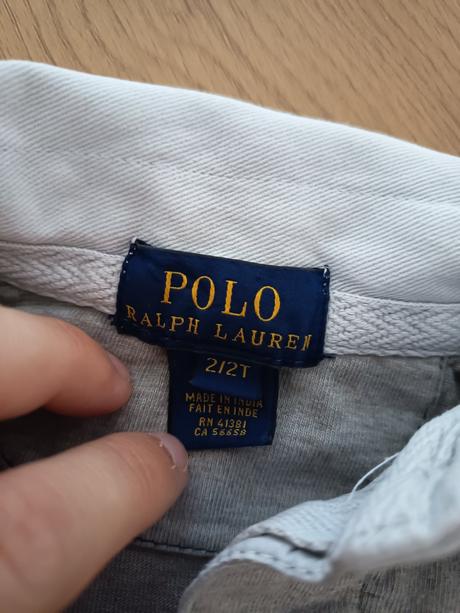 POLO
RALPH LAUREN
2/2T
MADE IN INDIA
FAIT EN INDE
RN 41381
CA 56658